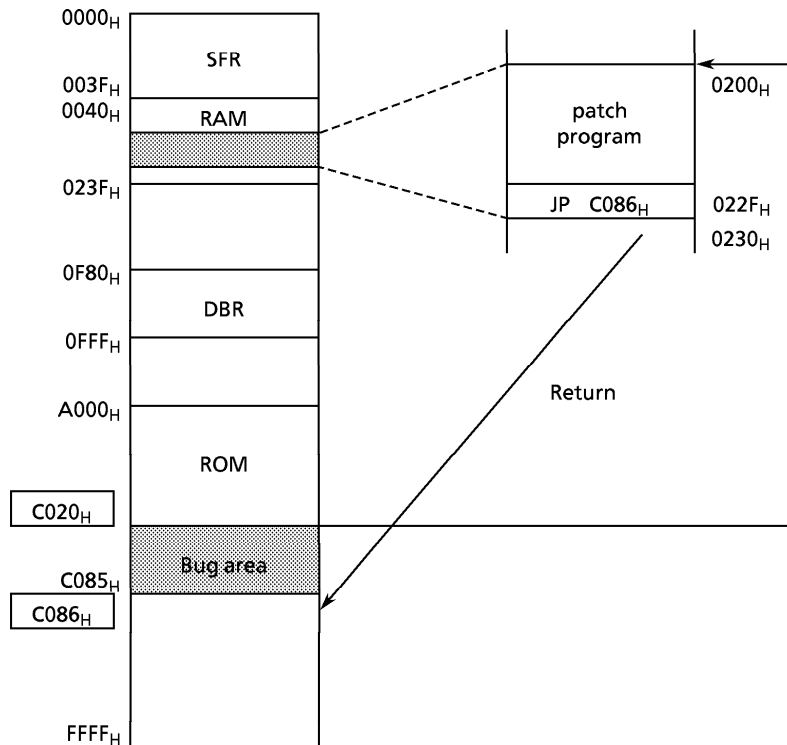 0000H
SFR
003FH
0040H
RAM
023FH
0F80H
DBR
0FFFH
A000H
ROM
C020H
Bug area
C085H
C086H
FFFFH
0200H
patch
program
JP C086H
022FH
0230H
Return